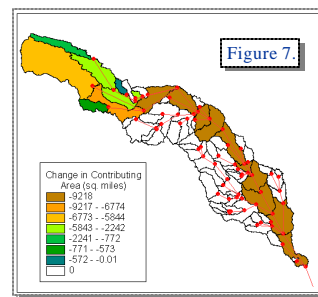 Figure 7.
Change in Contributing
Area (sq. miles)
-9218
-9217 - -6774
-6773 - -5844
-5843 - -2242
-2241 - -772
-771 - -573
-572 - -0.01
0